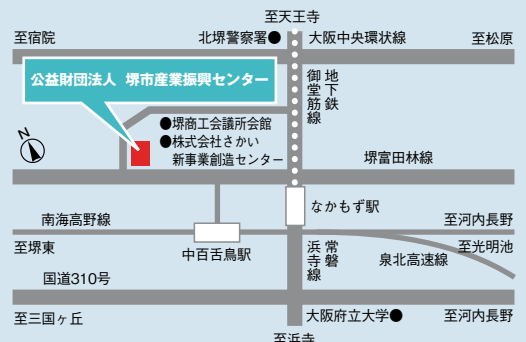 至天王寺
至宿院
北堺警察署●
大阪中央環状線
至松原
公益財団法人 堺市産業振興センター
地下鉄
御堂筋線
●堺商工会議所会館
●株式会社さかい
新事業創造センター
N
堺富田林線
なかもず駅
南海高野線
至河内長野
至堺東
中百舌鳥駅
常磐
浜寺線
至光明池
泉北高速線
国道310号
至三国ヶ丘
大阪府立大学●
至河内長野
至浜寺